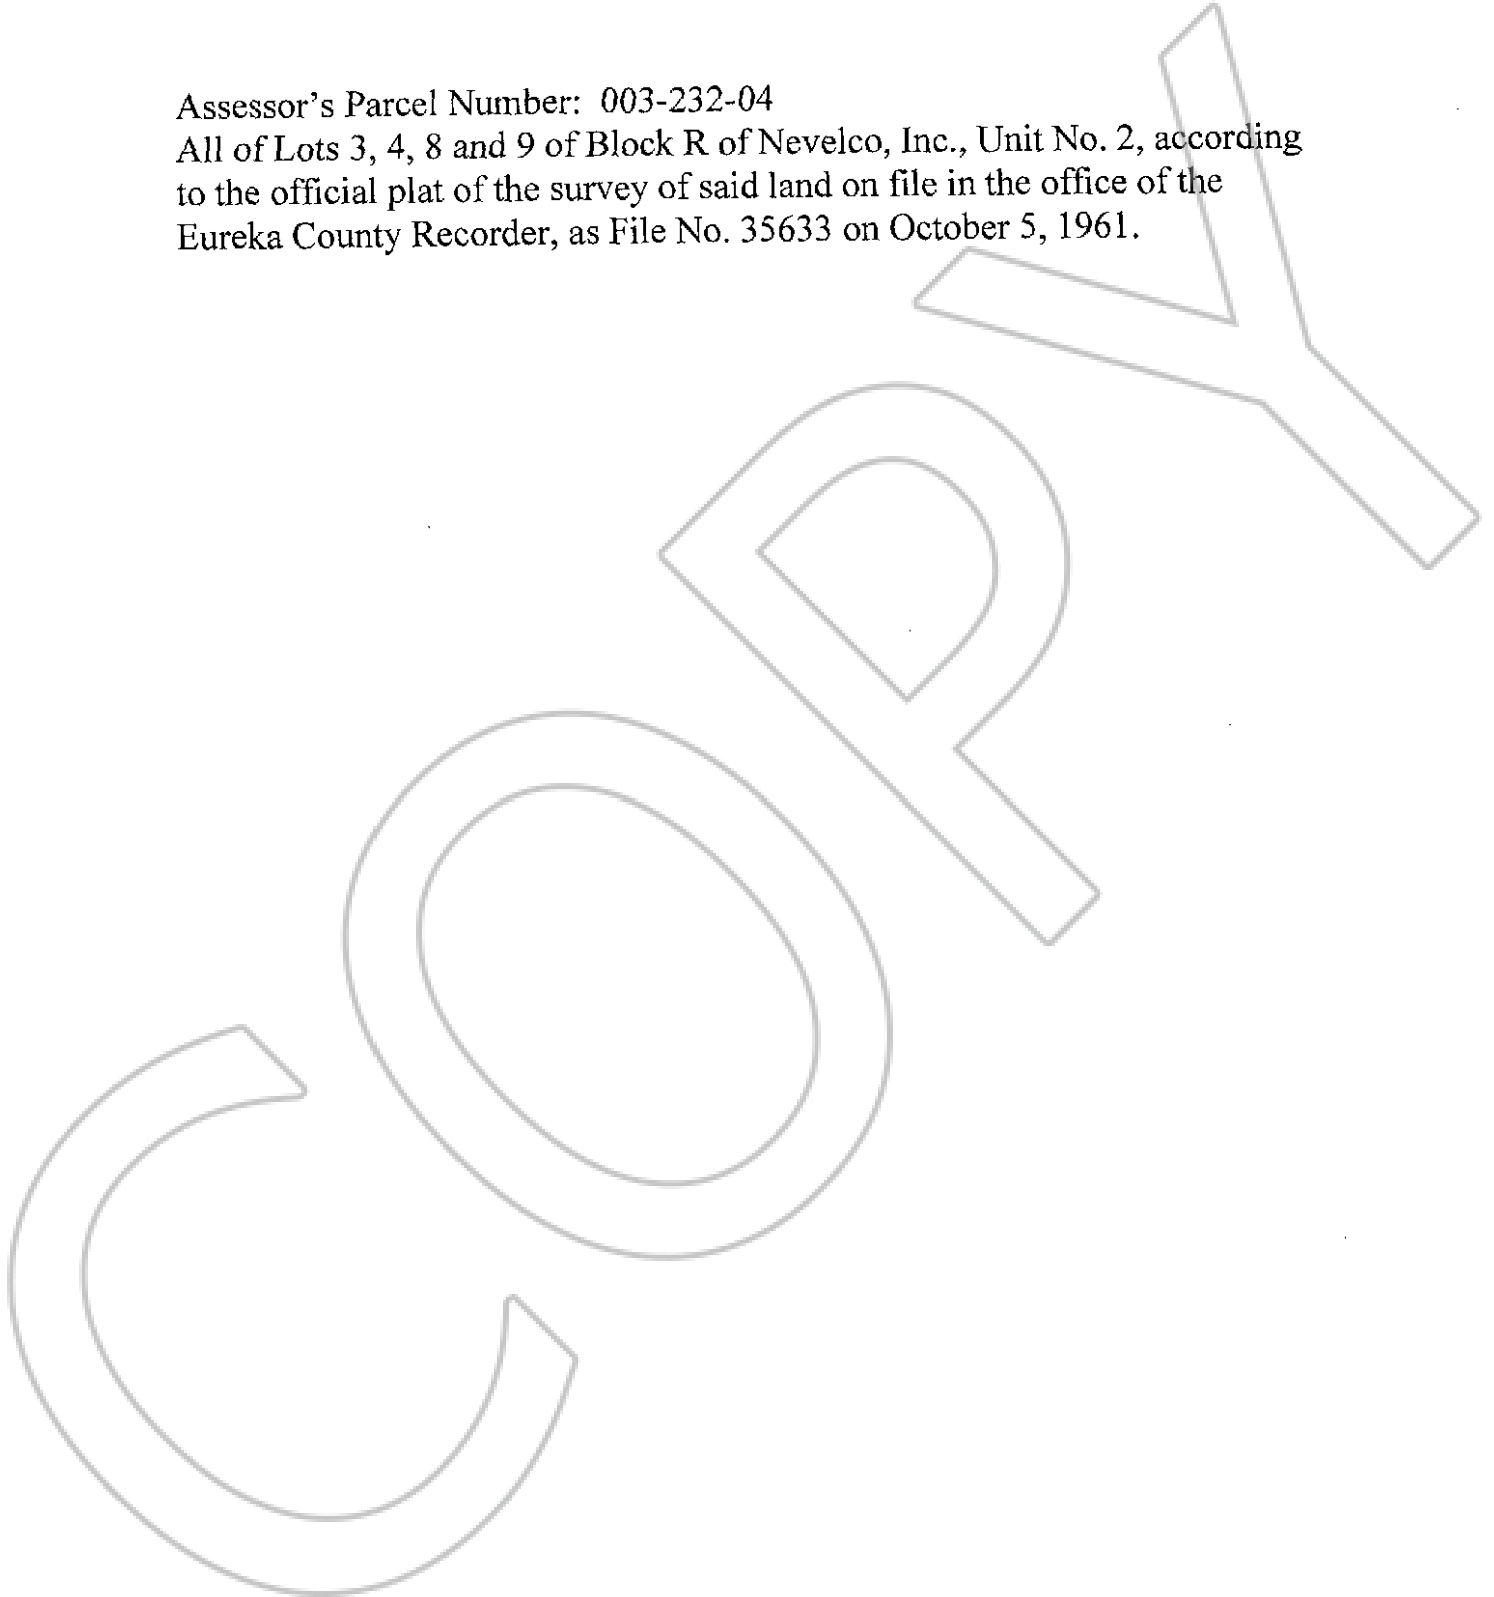 Assessor's Parcel Number:  003-232-04
All of Lots 3, 4, 8 and 9 of Block R of Nevelco, Inc., Unit No. 2, according
to the official plat of the survey of said land on file in the office of the
Eureka County Recorder, as File No. 35633 on October 5, 1961.
COPY